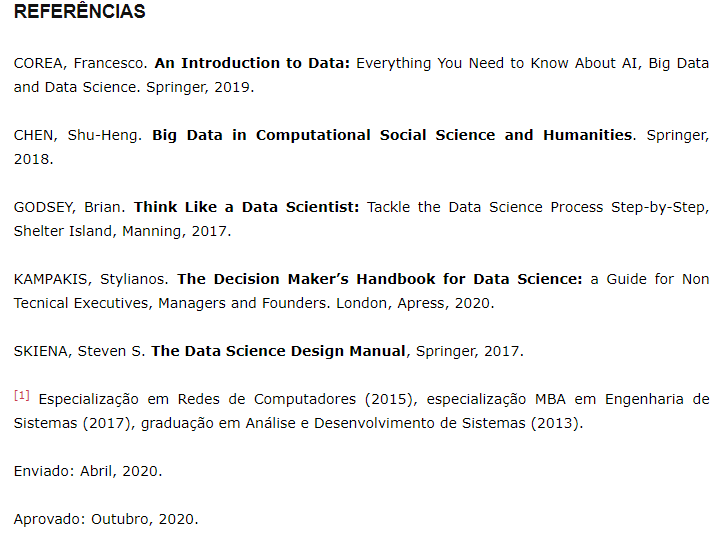 REFERÊNCIAS
COREA, Francesco. An Introduction to Data: Everything You Need to Know About AI, Big Data
and Data Science. Springer, 2019.
CHEN, Shu-Heng. Big Data in Computational Social Science and Humanities. Springer,
2018.
GODSEY, Brian. Think Like a Data Scientist: Tackle the Data Science Process Step-by-Step,
Shelter Island, Manning, 2017.
KAMPAKIS, Stylianos. The Decision Maker’s Handbook for Data Science: a Guide for Non
Tecnical Executives, Managers and Founders. London, Apress, 2020.
SKIENA, Steven S. The Data Science Design Manual, Springer, 2017.
[1] Especialização em Redes de Computadores (2015), especialização MBA em Engenharia de
Sistemas (2017), graduação em Análise e Desenvolvimento de Sistemas (2013).
Enviado: Abril, 2020.
Aprovado: Outubro, 2020.